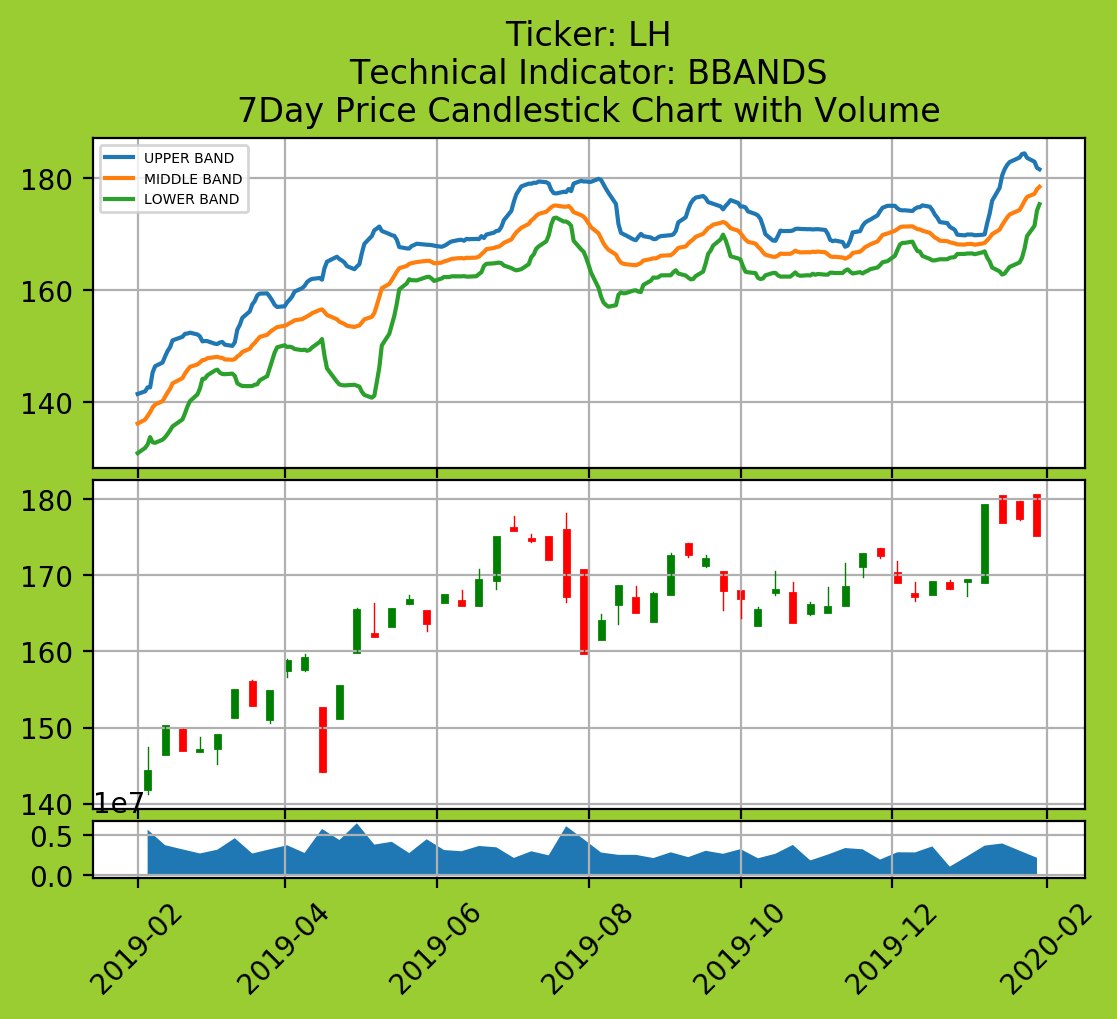 Ticker: LH
Technical Indicator: BBANDS
7Day Price Candlestick Chart with Volume
UPPER BAND
MIDDLE BAND
LOWER BAND
180
160
140
180
170
160
150
140
1e7
0.5
0.0
2019-02
2019-04
2019-06
2019-08
2019-10
2019-12
2020-02